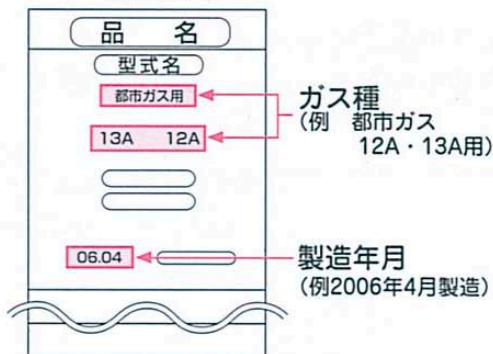 品 名
型式名
都市ガス用
13A 12A
ガス種
(例 都市ガス
12A・13A用)
06.04
製造年月
(例2006年4月製造)